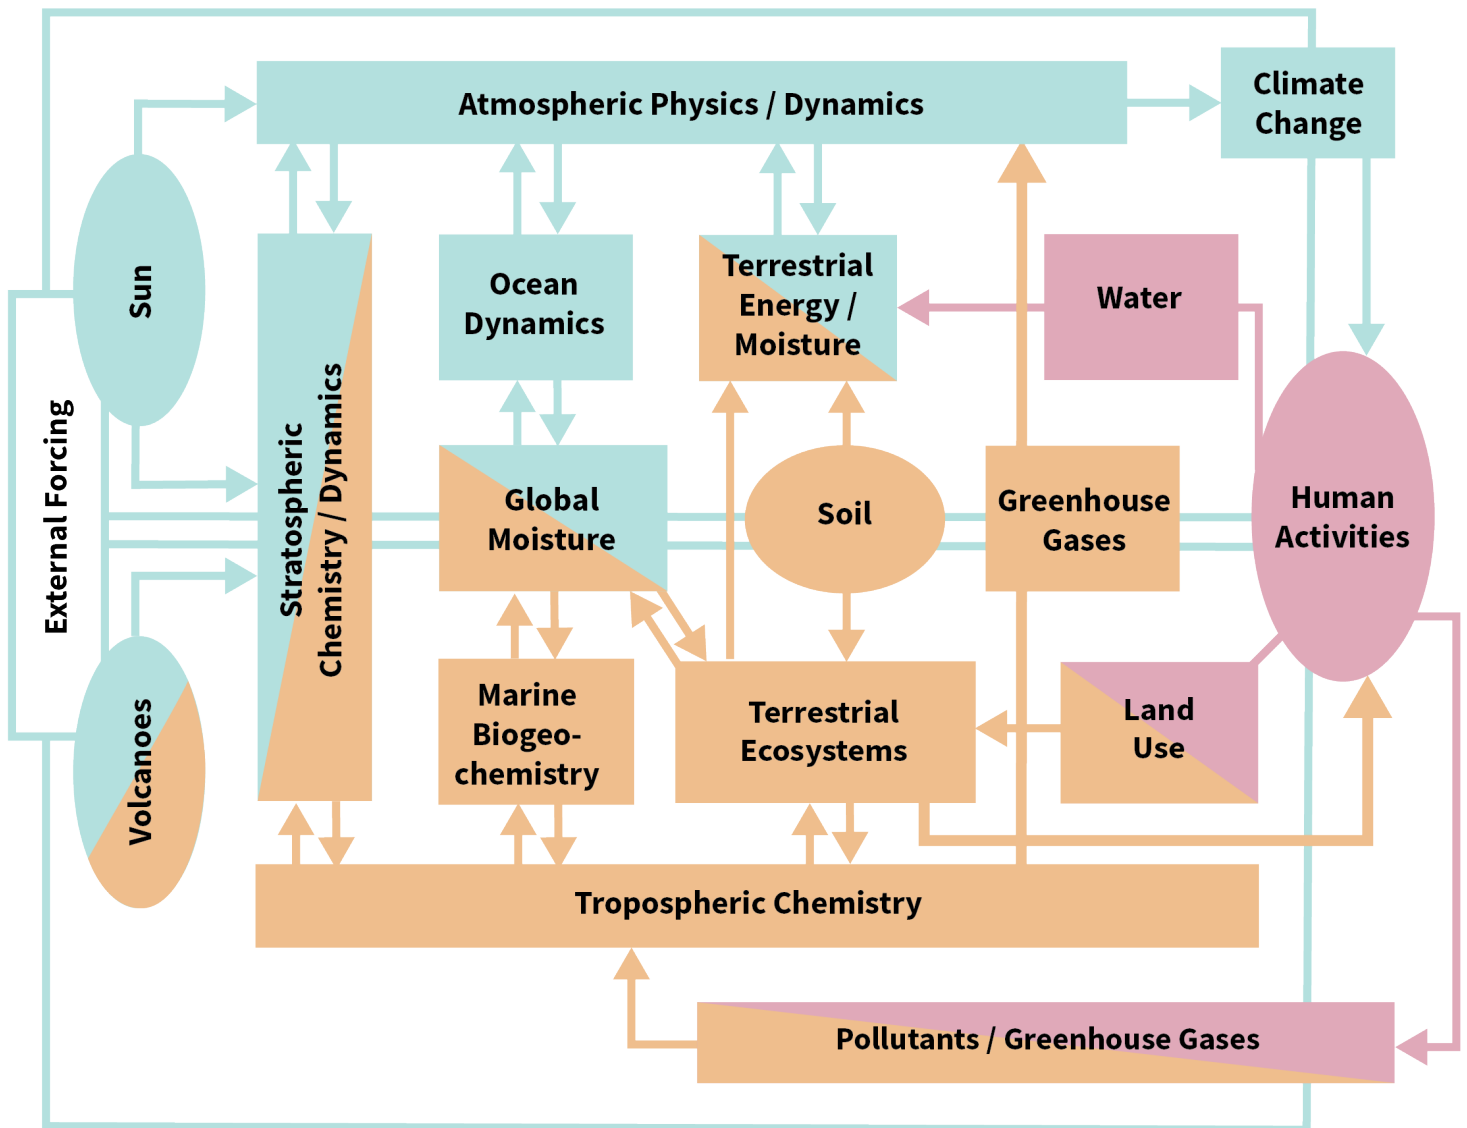 Atmospheric Physics / Dynamics
Climate
Change
Sun
External Forcing
Stratospheric
Chemistry / Dynamics
Ocean
Dynamics
Terrestrial
Energy /
Moisture
Water
Global
Moisture
Soil
Greenhouse
Gases
Human
Activities
Volcanoes
Marine
Biogeo-
chemistry
Terrestrial
Ecosystems
Land
Use
Tropospheric Chemistry
Pollutants / Greenhouse Gases